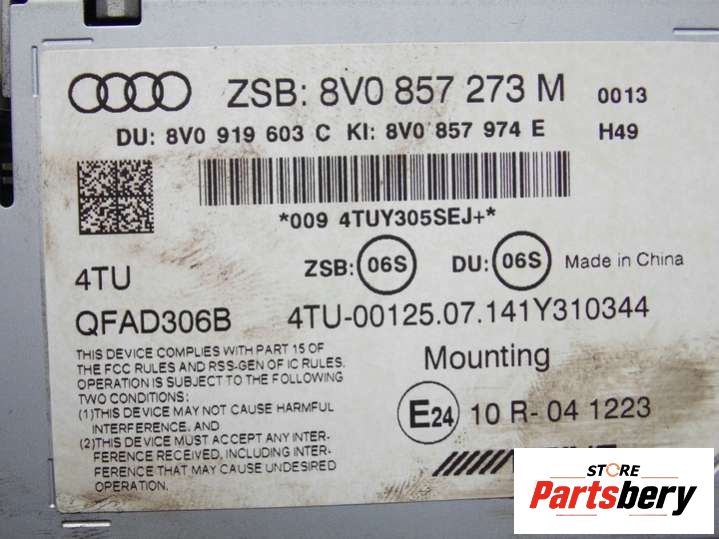 ZSB: 8V0 857 273 M 0013
DU: 8V0 919 603 C KI: 8V0 857 974 E H49
*009 4TUY305SEJ+*
ZSB: 06S DU: 06S Made in China
4TU
QFAD306B 4TU-00125.07.141Y310344
THIS DEVICE COMPLIES WITH PART 15 OF
THE FCC RULES AND RSS-GEN OF IC RULES.
OPERATION IS SUBJECT TO THE FOLLOWING
TWO CONDITIONS:
(1)THIS DEVICE MAY NOT CAUSE HARMFUL
INTERFERENCE, AND
(2)THIS DEVICE MUST ACCEPT ANY INTER-
FERENCE RECEIVED, INCLUDING INTER-
FERENCE THAT MAY CAUSE UNDESIRED
OPERATION.
Mounting
E24 10 R- 04 1223
STORE
Partsbery